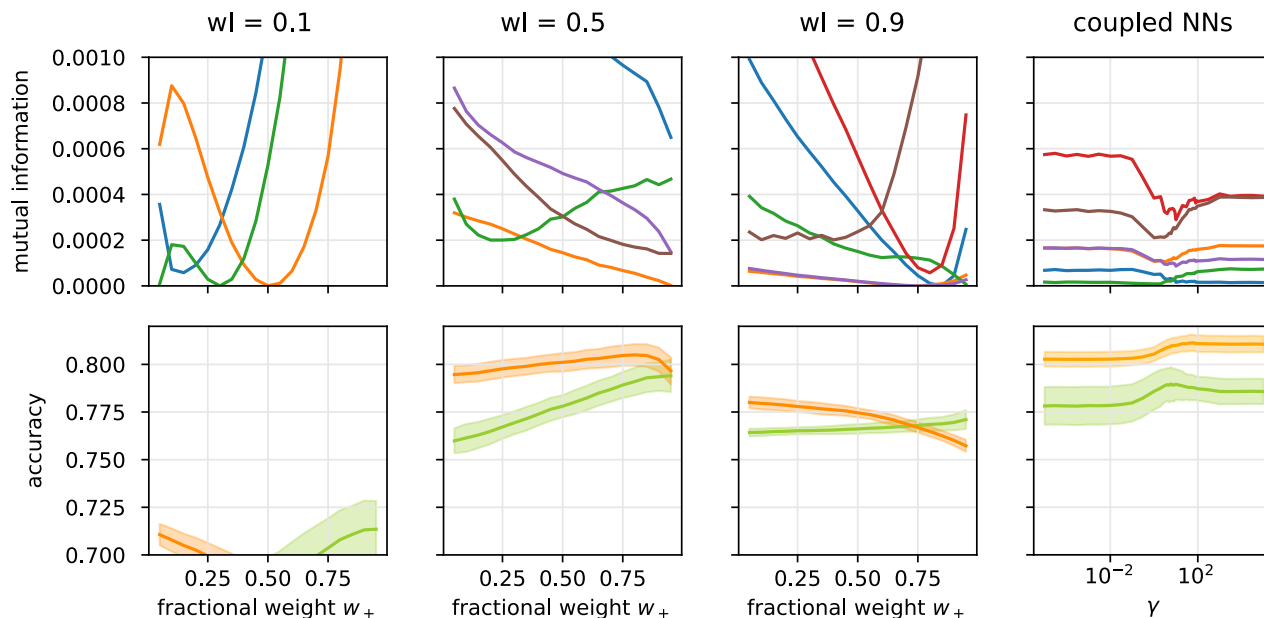 wl = 0.1
wl = 0.5
wl = 0.9
coupled NNs
mutual information
0.0010
0.0008
0.0006
0.0004
0.0002
0.0000
accuracy
0.800
0.775
0.750
0.725
0.700
0.25 0.50 0.75
0.25 0.50 0.75
0.25 0.50 0.75
10⁻² 10²
fractional weight w₊
fractional weight w₊
fractional weight w₊
γ